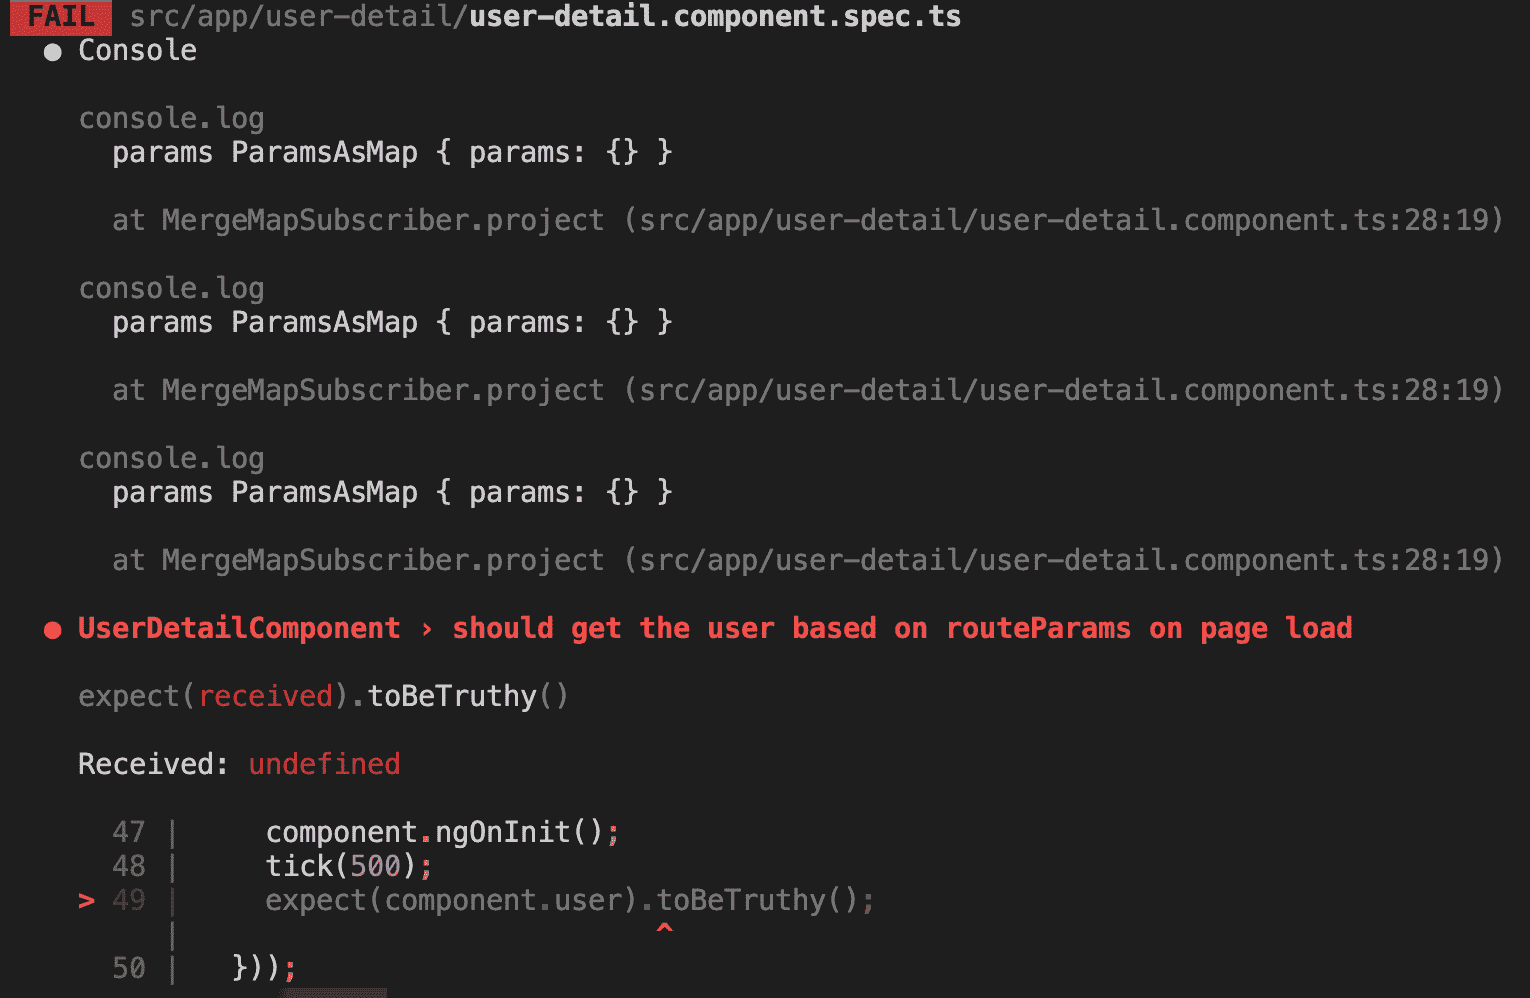 FAIL src/app/user-detail/user-detail.component.spec.ts
● Console
console.log
params ParamsAsMap { params: {} }
at MergeMapSubscriber.project (src/app/user-detail/user-detail.component.ts:28:19)
console.log
params ParamsAsMap { params: {} }
at MergeMapSubscriber.project (src/app/user-detail/user-detail.component.ts:28:19)
console.log
params ParamsAsMap { params: {} }
at MergeMapSubscriber.project (src/app/user-detail/user-detail.component.ts:28:19)
● UserDetailComponent › should get the user based on routeParams on page load
expect(received).toBeTruthy()
Received: undefined
47 | component.ngOnInit();
48 | tick(500);
> 49 | expect(component.user).toBeTruthy();
| ^
50 | }));